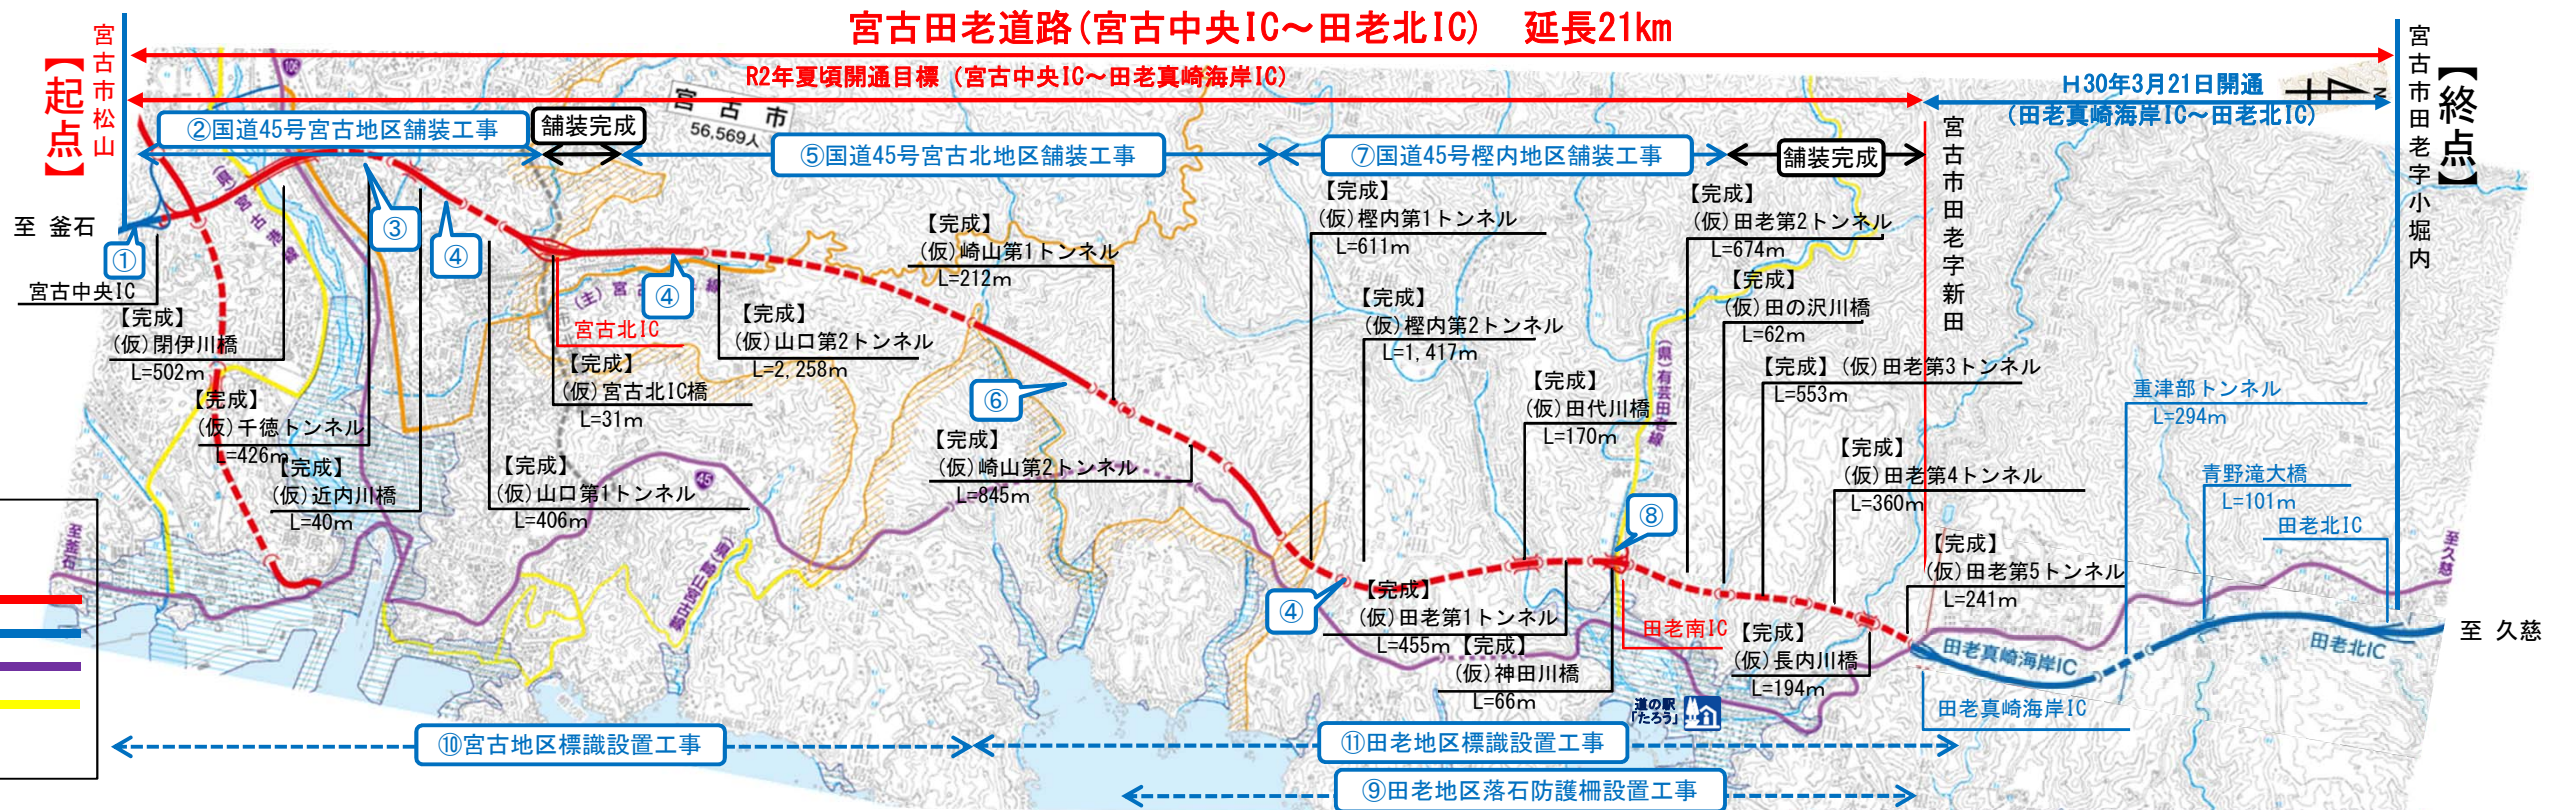 宮古田老道路(宮古中央IC～田老北IC)　延長21km
R2年夏頃開通目標（宮古中央IC～田老真崎海岸IC）
H30年3月21日開通
(田老真崎海岸IC～田老北IC)
【起点】
宮古市松山
【終点】
宮古市田老字小堀内
宮古市田老字新田
N
宮古市
56,569人
106
②国道45号宮古地区舗装工事
舗装完成
⑤国道45号宮古北地区舗装工事
⑦国道45号樫内地区舗装工事
舗装完成
至 釜石
①
宮古中央IC
③
④
④
⑥
④
⑧
【完成】
(仮)閉伊川橋
L=502m
【完成】
(仮)千徳トンネル
L=426m
【完成】
(仮)近内川橋
L=40m
【完成】
(仮)山口第1トンネル
L=406m
宮古北IC
【完成】
(仮)宮古北IC橋
L=31m
【完成】
(仮)山口第2トンネル
L=2,258m
【完成】
(仮)崎山第1トンネル
L=212m
【完成】
(仮)崎山第2トンネル
L=845m
【完成】
(仮)樫内第1トンネル
L=611m
【完成】
(仮)樫内第2トンネル
L=1,417m
【完成】
(仮)田代川橋
L=170m
【完成】
(仮)田老第1トンネル
L=455m
【完成】
(仮)神田川橋
L=66m
田老南IC
【完成】
(仮)田老第2トンネル
L=674m
【完成】
(仮)田の沢川橋
L=62m
【完成】(仮)田老第3トンネル
L=553m
【完成】
(仮)田老第4トンネル
L=360m
【完成】
(仮)長内川橋
L=194m
【完成】
(仮)田老第5トンネル
L=241m
重津部トンネル
L=294m
青野滝大橋
L=101m
田老北IC
田老真崎海岸IC
田老北IC
田老真崎海岸IC
至 久慈
至久慈
至釜石
45
(県)有芸田老線
(県)崎山宮古線
道の駅
「たろう」
⑩宮古地区標識設置工事
⑪田老地区標識設置工事
⑨田老地区落石防護柵設置工事